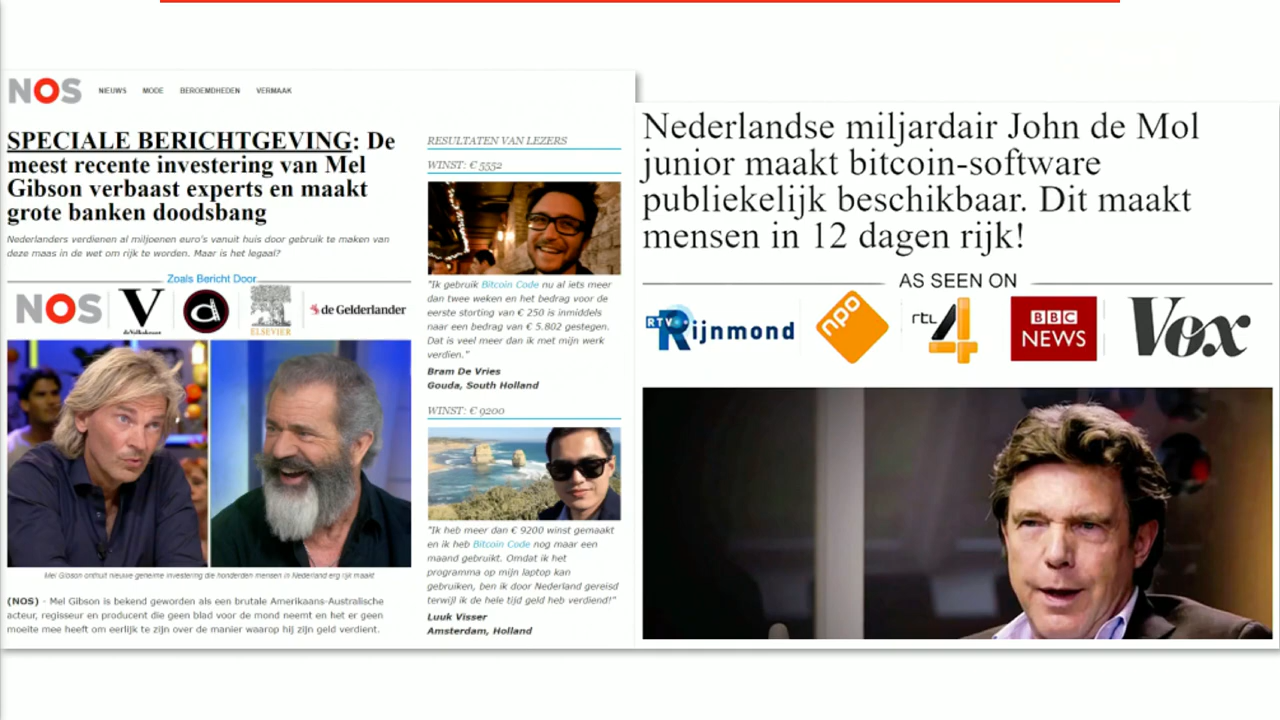 NOS
NIEUWS MODE BEROEMDHEDEN VERMAAK
SPECIALE BERICHTGEVING: De
meest recente investering van Mel
Gibson verbaast experts en maakt
grote banken doodsbang
Nederlanders verdienen al miljoenen euro's vanuit huis door gebruik te maken van
deze maas in de wet om rijk te worden. Maar is het legaal?
Zoals Bericht Door
NOS
V
de Volkskrant
d
ELSEVIER
de Gelderlander
Mel Gibson onthult nieuwe geheime investering die honderden mensen in Nederland erg rijk maakt
(NOS) - Mel Gibson is bekend geworden als een brutale Amerikaans-Australische
acteur, regisseur en producent die geen blad voor de mond neemt en het er geen
moeite mee heeft om eerlijk te zijn over de manier waarop hij zijn geld verdient.
RESULTATEN VAN LEZERS
WINST: € 5552
"Ik gebruik Bitcoin Code nu al iets meer
dan twee weken en het bedrag voor de
eerste storting van € 250 is inmiddels
naar een bedrag van € 5.802 gestegen.
Dat is veel meer dan ik met mijn werk
verdien."
Bram De Vries
Gouda, South Holland
WINST: € 9200
"Ik heb meer dan € 9200 winst gemaakt
en ik heb Bitcoin Code nog maar een
maand gebruikt. Omdat ik het
programma op mijn laptop kan
gebruiken, ben ik door Nederland gereisd
terwijl ik de hele tijd geld heb verdiend!"
Luuk Visser
Amsterdam, Holland
Nederlandse miljardair John de Mol
junior maakt bitcoin-software
publiekelijk beschikbaar. Dit maakt
mensen in 12 dagen rijk!
AS SEEN ON
RTV Rijnmond
npo
rtl 4
BBC
NEWS
Vox